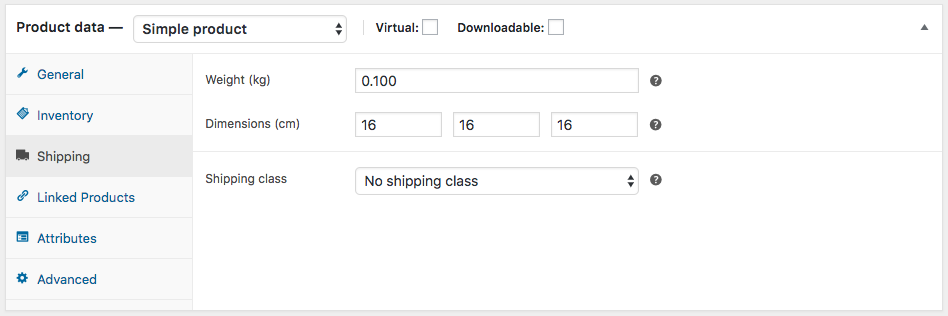 Product data — Simple product Virtual: Downloadable:
General
Inventory
Shipping
Linked Products
Attributes
Advanced
Weight (kg) 0.100 ?
Dimensions (cm) 16 16 16 ?
Shipping class No shipping class ?